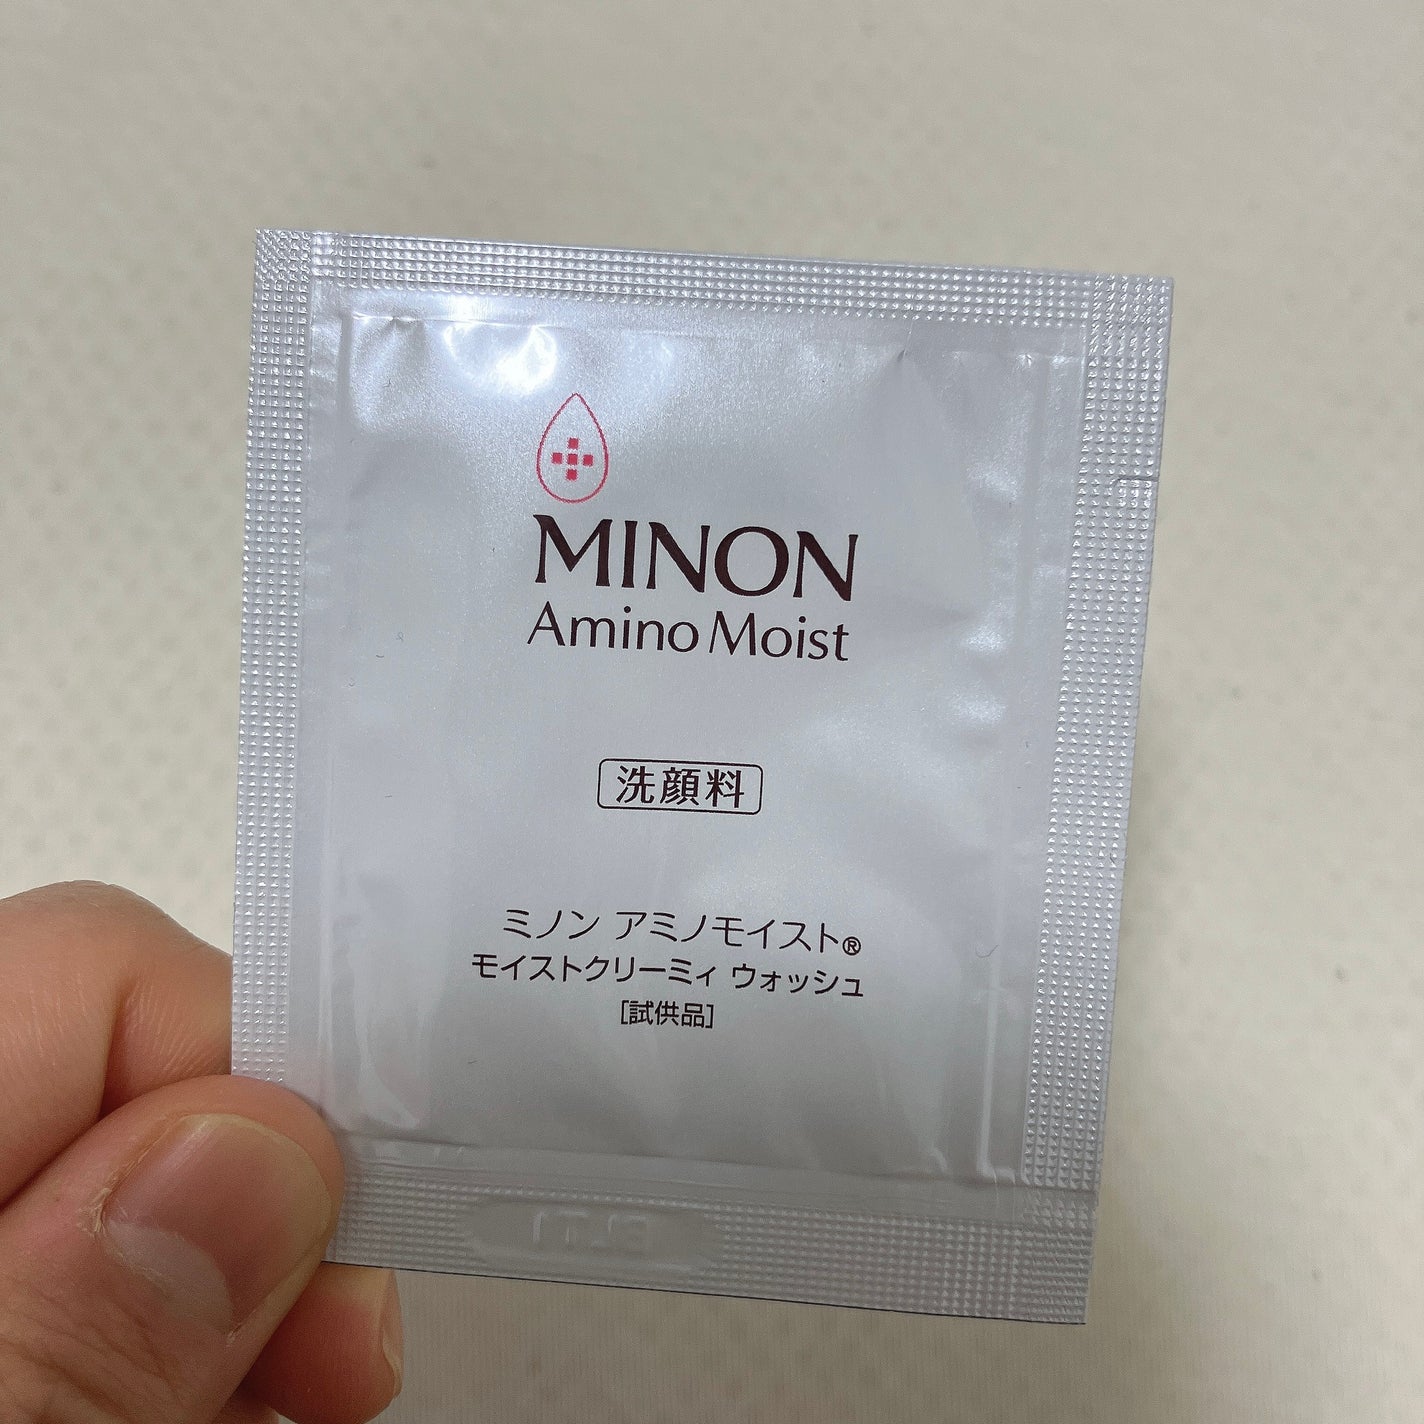 MINON
Amino Moist
洗顔料
ミノン アミノモイスト®
モイストクリーミィ ウォッシュ
[試供品]